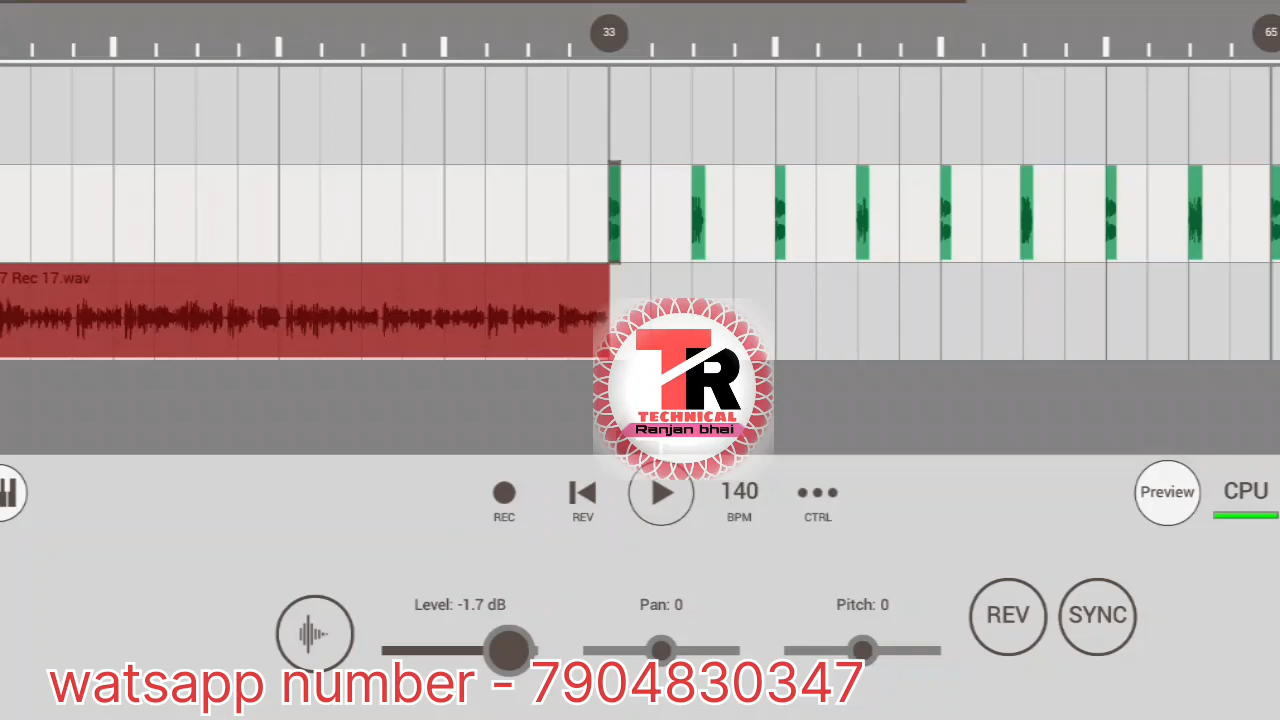 33
65
7 Rec 17.wav
TR
TECHNICAL
Ranjan bhai
140
Preview
CPU
REC
REV
BPM
CTRL
Level: -1.7 dB
Pan: 0
Pitch: 0
REV
SYNC
watsapp number - 7904830347